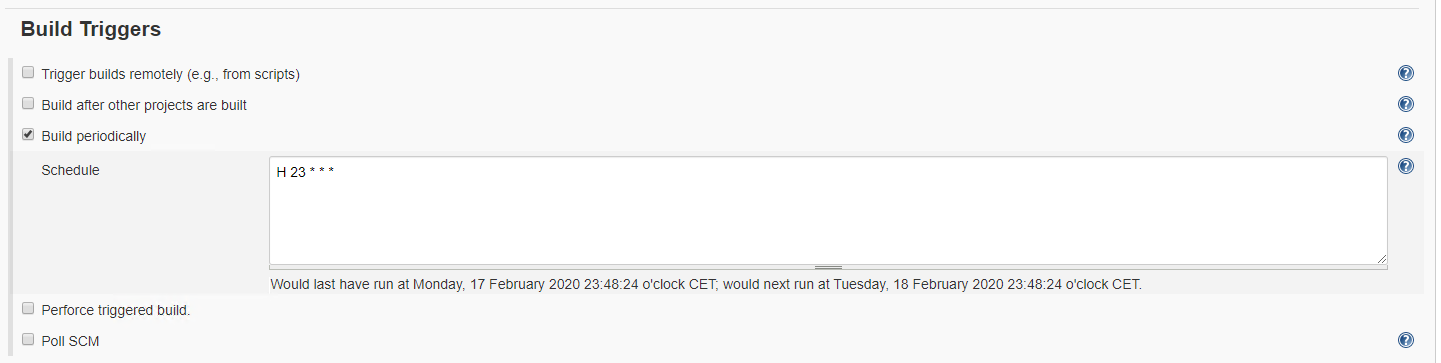 Build Triggers
Trigger builds remotely (e.g., from scripts)
Build after other projects are built
Build periodically
Schedule
H 23 * * *
Would last have run at Monday, 17 February 2020 23:48:24 o'clock CET; would next run at Tuesday, 18 February 2020 23:48:24 o'clock CET.
Perforce triggered build.
Poll SCM